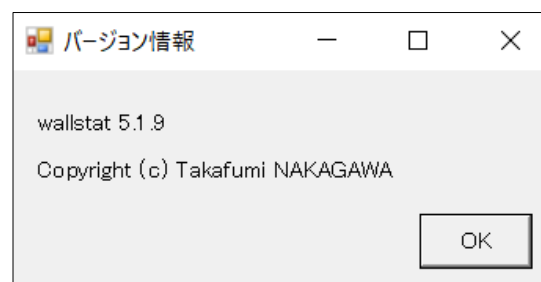 バージョン情報
wallstat 5.1.9
Copyright (c) Takafumi NAKAGAWA
OK